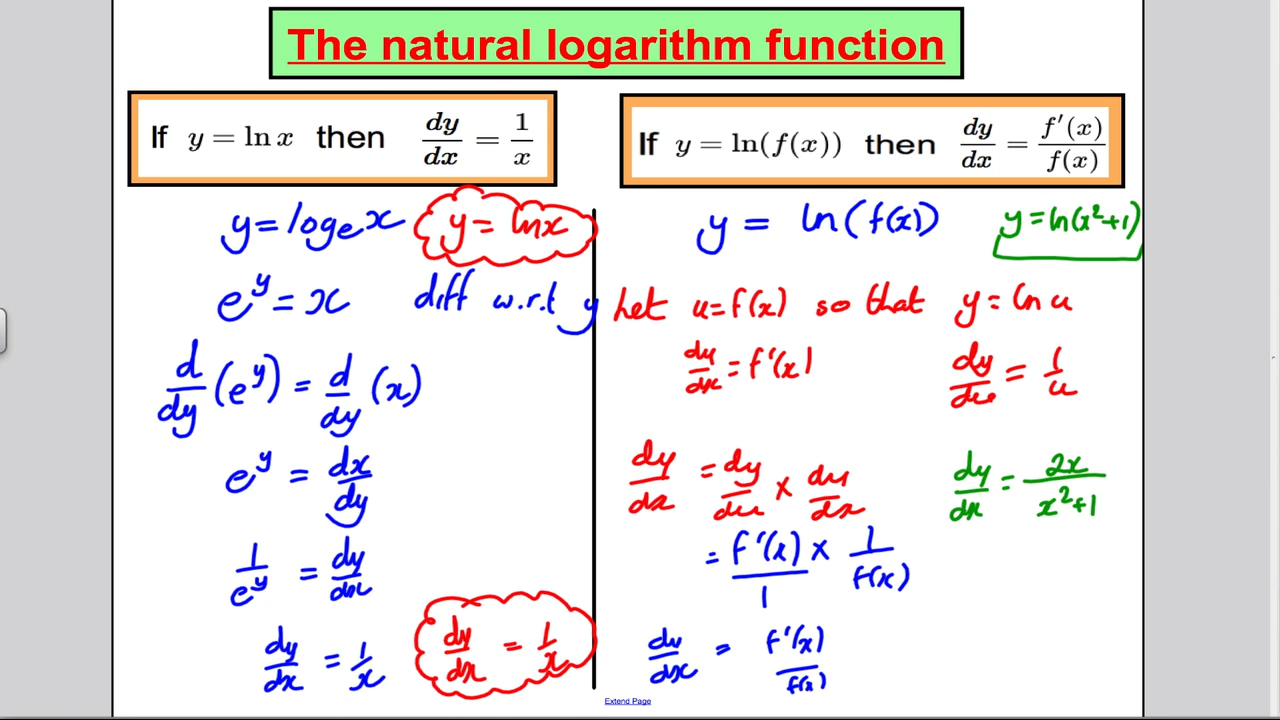 The natural logarithm function
If y = ln x then dy/dx = 1/x
y = logₑx y = lnx
e^y = x diff w.r.t y
d/dy (e^y) = d/dy (x)
e^y = dx/dy
1/e^y = dy/dx
dy/dx = 1/x dy/dx = 1/x
If y = ln(f(x)) then dy/dx = f'(x)/f(x)
y = ln(f(x)) y = ln(x²+1)
Let u = f(x) so that y = ln u
du/dx = f'(x) dy/du = 1/u
dy/dx = dy/du × du/dx dy/dx = 2x/x²+1
= f'(x)/1 × 1/f(x)
dy/dx = f'(x)/f(x)
Extend Page